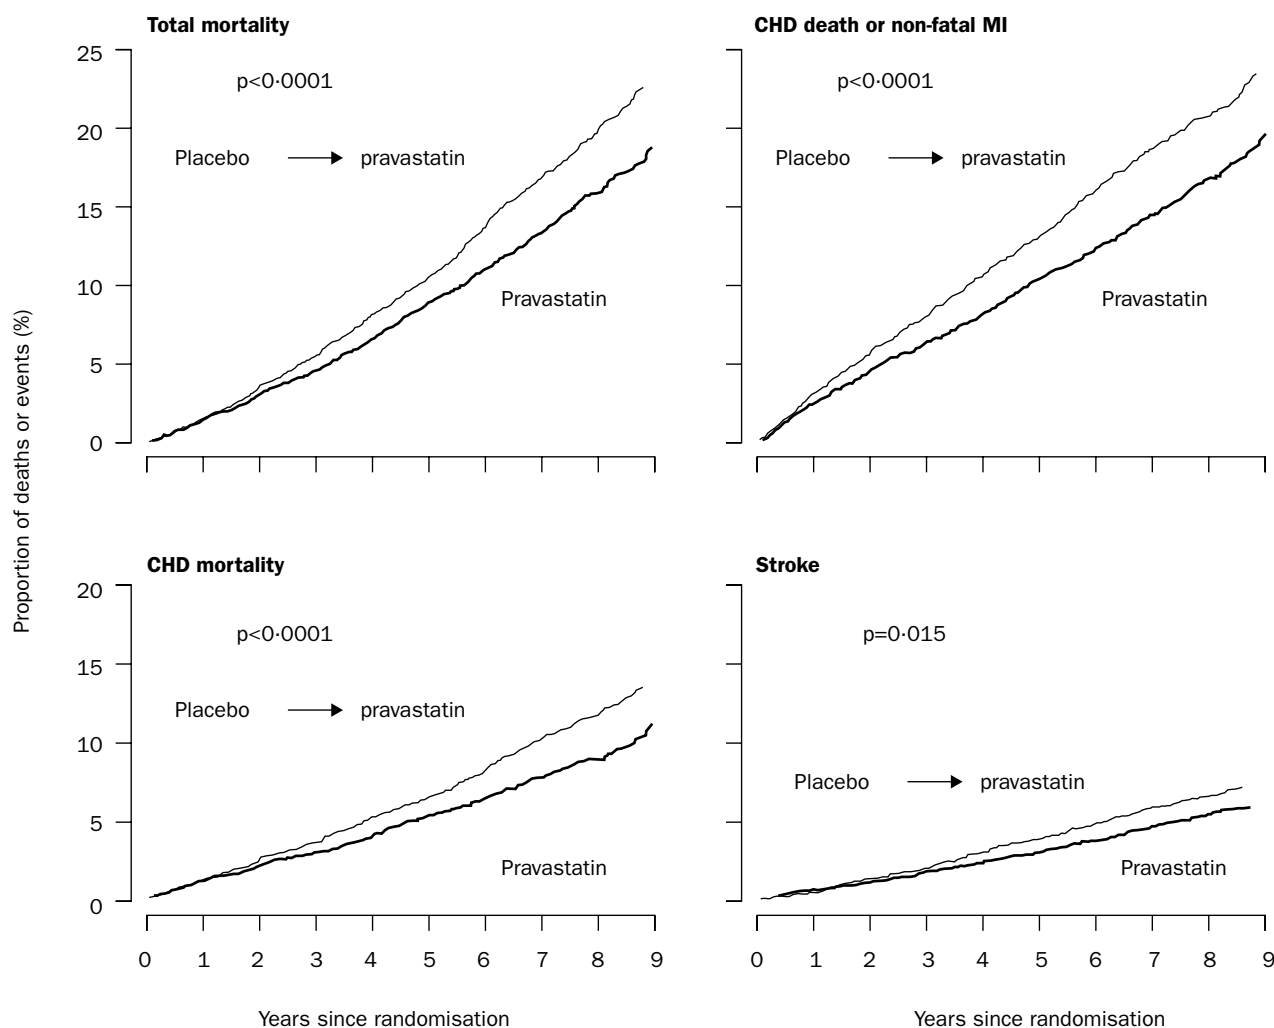 Total mortality
25
20
15
10
5
0
p<0·0001
Placebo → pravastatin
Pravastatin
CHD death or non-fatal MI
p<0·0001
Placebo → pravastatin
Pravastatin
Proportion of deaths or events (%)
CHD mortality
20
15
10
5
0
p<0·0001
Placebo → pravastatin
Pravastatin
0 1 2 3 4 5 6 7 8 9
Years since randomisation
Stroke
p=0·015
Placebo → pravastatin
Pravastatin
0 1 2 3 4 5 6 7 8 9
Years since randomisation